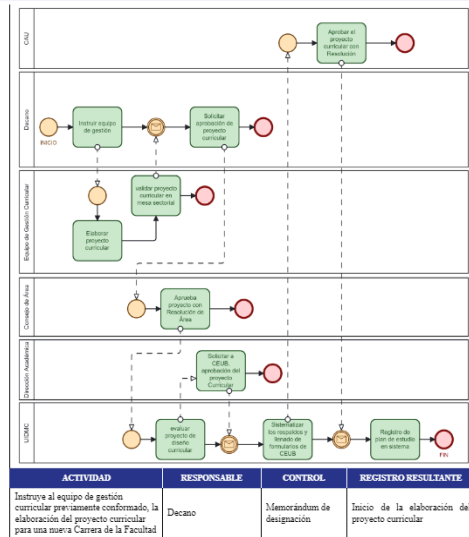 CAU
Aprobar el
proyecto
curricular con
Resolución
Decano
INICIO
Instruir equipo
de gestión
Solicitar
aprobación de
proyecto
curricular
Equipo de Gestión Curricular
Elaborar
proyecto
curricular
validar proyecto
curricular en
mesa sectorial
Consejo de Área
Aprueba
proyecto con
Resolución de
Área
Dirección Académica
Solicitar a
CEUB,
aprobación del
proyecto
Curricular
UDMC
evaluar
proyecto de
diseño
curricular
Sistematizar
los respaldos y
llenado de
formularios de
CEUB
Registro de
plan de estudio
en sistema
FIN
ACTIVIDAD RESPONSABLE CONTROL REGISTRO RESULTANTE
Instruye al equipo de gestión
curricular previamente conformado, la
elaboración del proyecto curricular
para una nueva Carrera de la Facultad
Decano
Memorándum de
designación
Inicio de la elaboración del
proyecto curricular